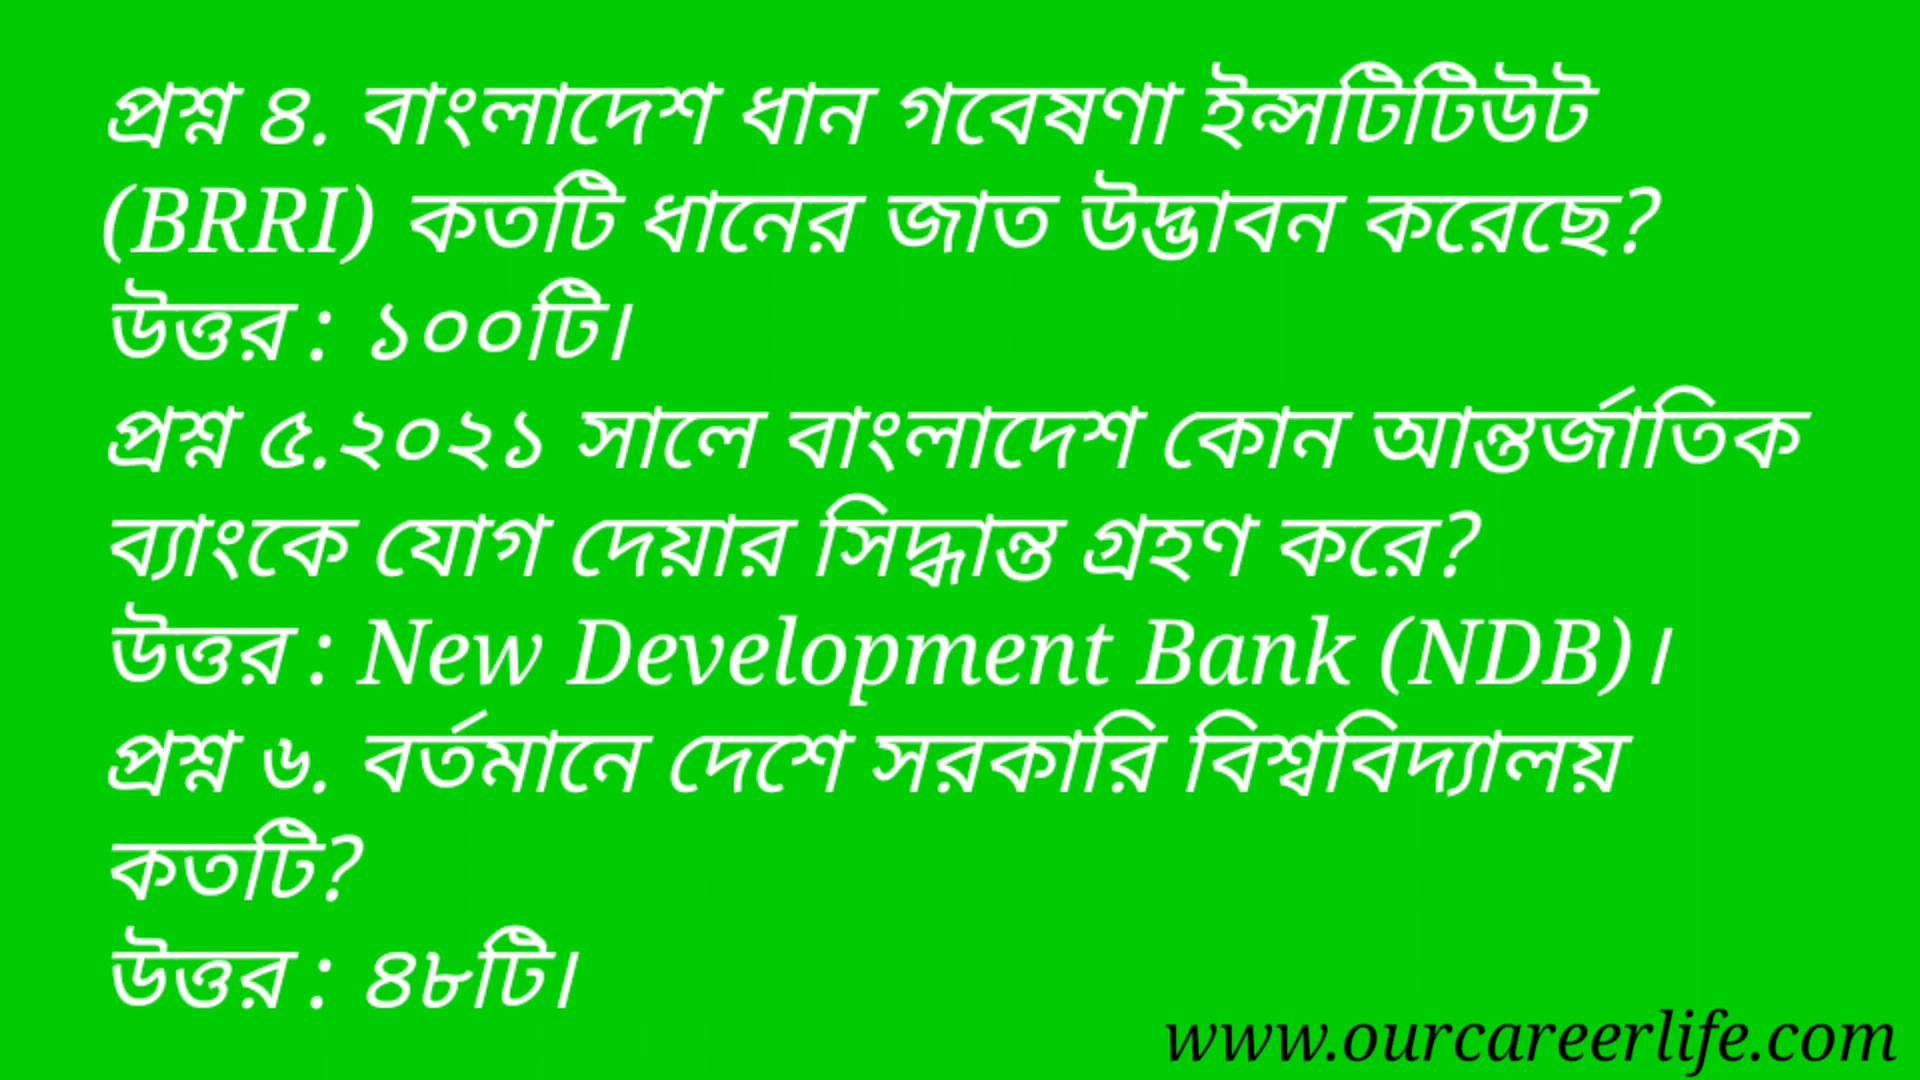 প্রশ্ন ৪. বাংলাদেশ ধান গবেষণা ইন্সটিটিউট
(BRRI) কতটি ধানের জাত উদ্ভাবন করেছে?
উত্তর : ১০০টি।
প্রশ্ন ৫.২০২১ সালে বাংলাদেশ কোন আন্তর্জাতিক
ব্যাংকে যোগ দেয়ার সিদ্ধান্ত গ্রহণ করে?
উত্তর : New Development Bank (NDB)।
প্রশ্ন ৬. বর্তমানে দেশে সরকারি বিশ্ববিদ্যালয়
কতটি?
উত্তর : ৪৮টি।
www.ourcareerlife.com